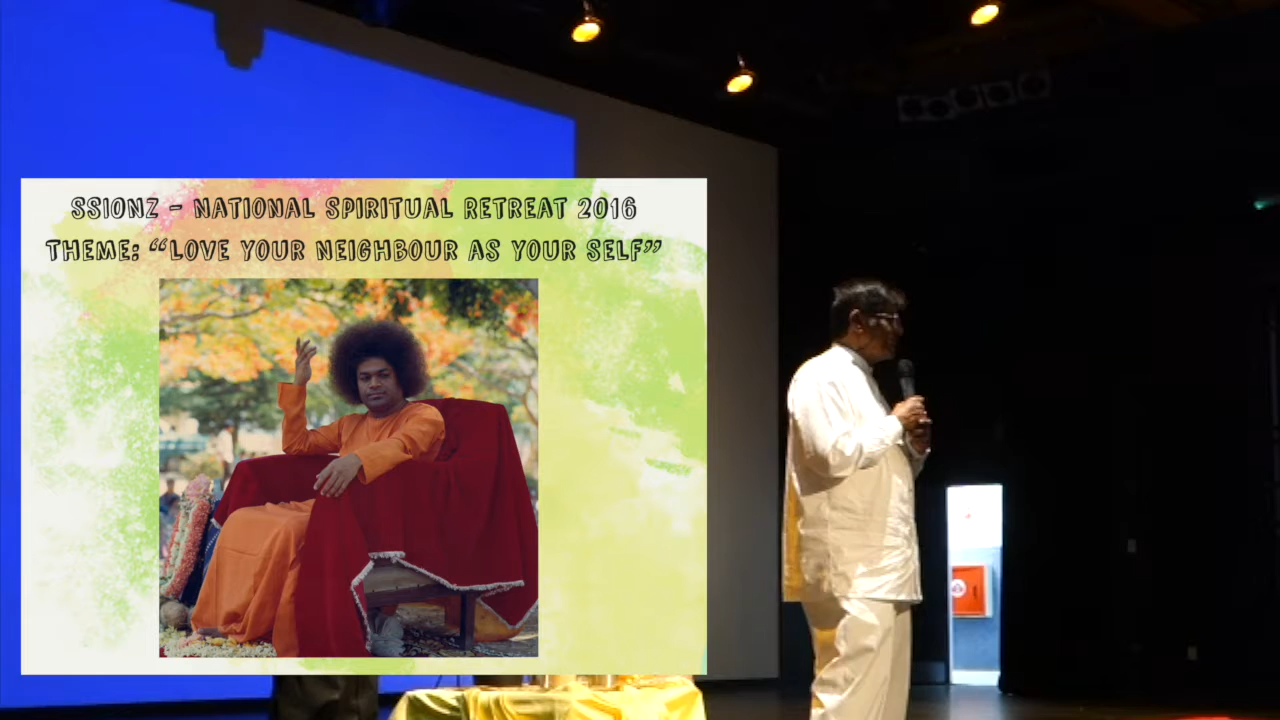 SSIONZ - NATIONAL SPIRITUAL RETREAT 2016
THEME: “LOVE YOUR NEIGHBOUR AS YOUR SELF”